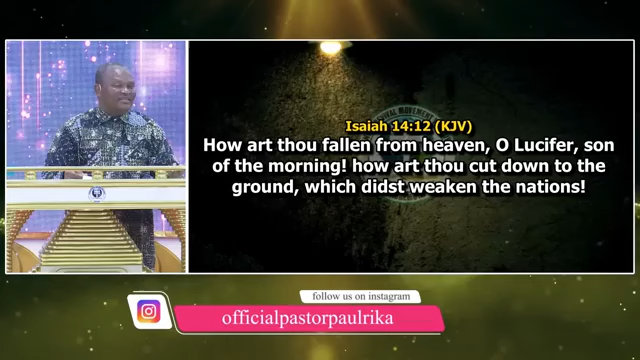 Isaiah 14:12 (KJV)
How art thou fallen from heaven, O Lucifer, son
of the morning! how art thou cut down to the
ground, which didst weaken the nations!
follow us on instagram
officialpastorpaulrika